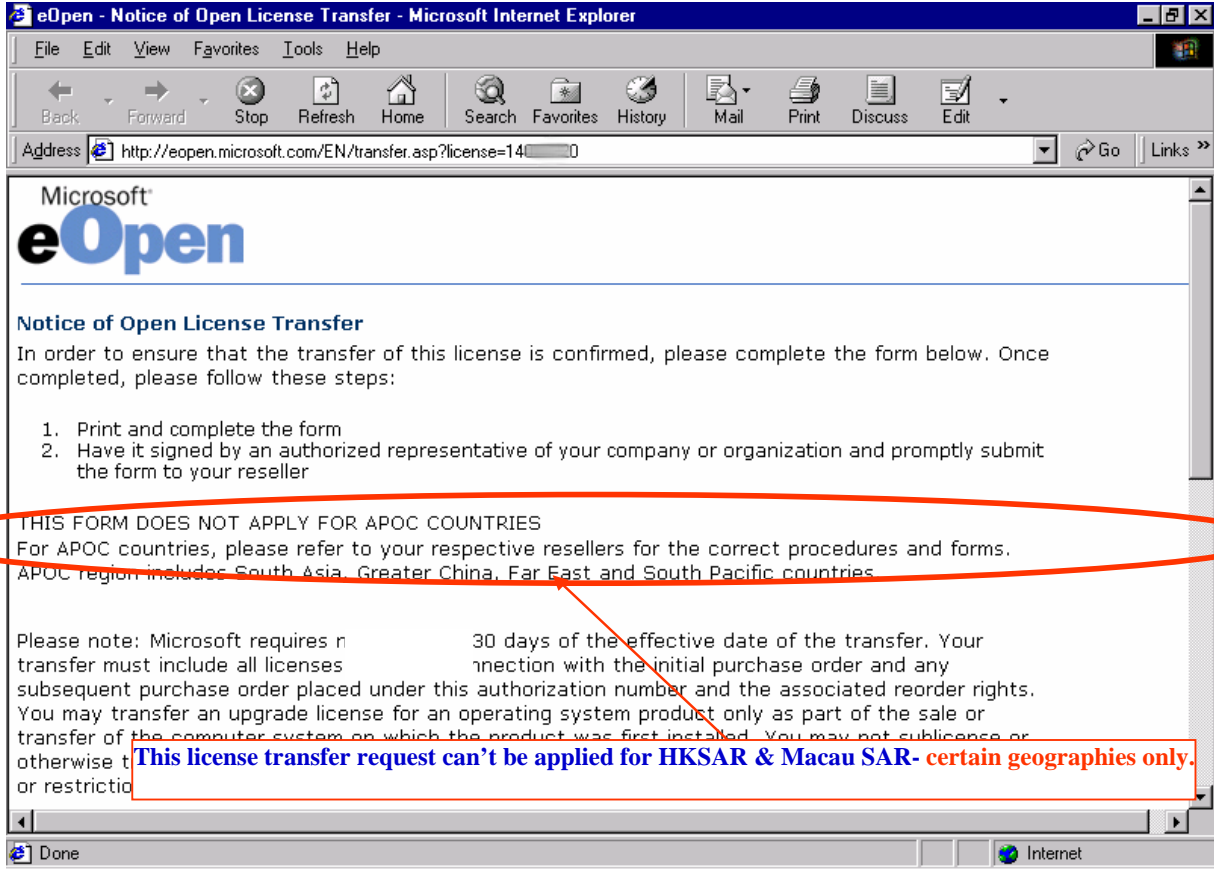 eOpen - Notice of Open License Transfer - Microsoft Internet Explorer
File Edit View Favorites Tools Help
Back Forward Stop Refresh Home Search Favorites History Mail Print Discuss Edit
Address http://eopen.microsoft.com/EN/transfer.asp?license=14 0 Go Links »
Microsoft
eOpen
Notice of Open License Transfer
In order to ensure that the transfer of this license is confirmed, please complete the form below. Once
completed, please follow these steps:
1. Print and complete the form
2. Have it signed by an authorized representative of your company or organization and promptly submit
the form to your reseller
THIS FORM DOES NOT APPLY FOR APOC COUNTRIES
For APOC countries, please refer to your respective resellers for the correct procedures and forms.
APOC region includes South Asia, Greater China, Far East and South Pacific countries.
Please note: Microsoft requires 30 days of the effective date of the transfer. Your
transfer must include all licenses with the initial purchase order and any
subsequent purchase order placed under this authorization number and the associated reorder rights.
You may transfer an upgrade license for an operating system product only as part of the sale or
transfer of the computer system on which the product was first installed. You may not sublicense or
otherwise
This license transfer request can't be applied for HKSAR & Macau SAR- certain geographies only.
or
Done Internet